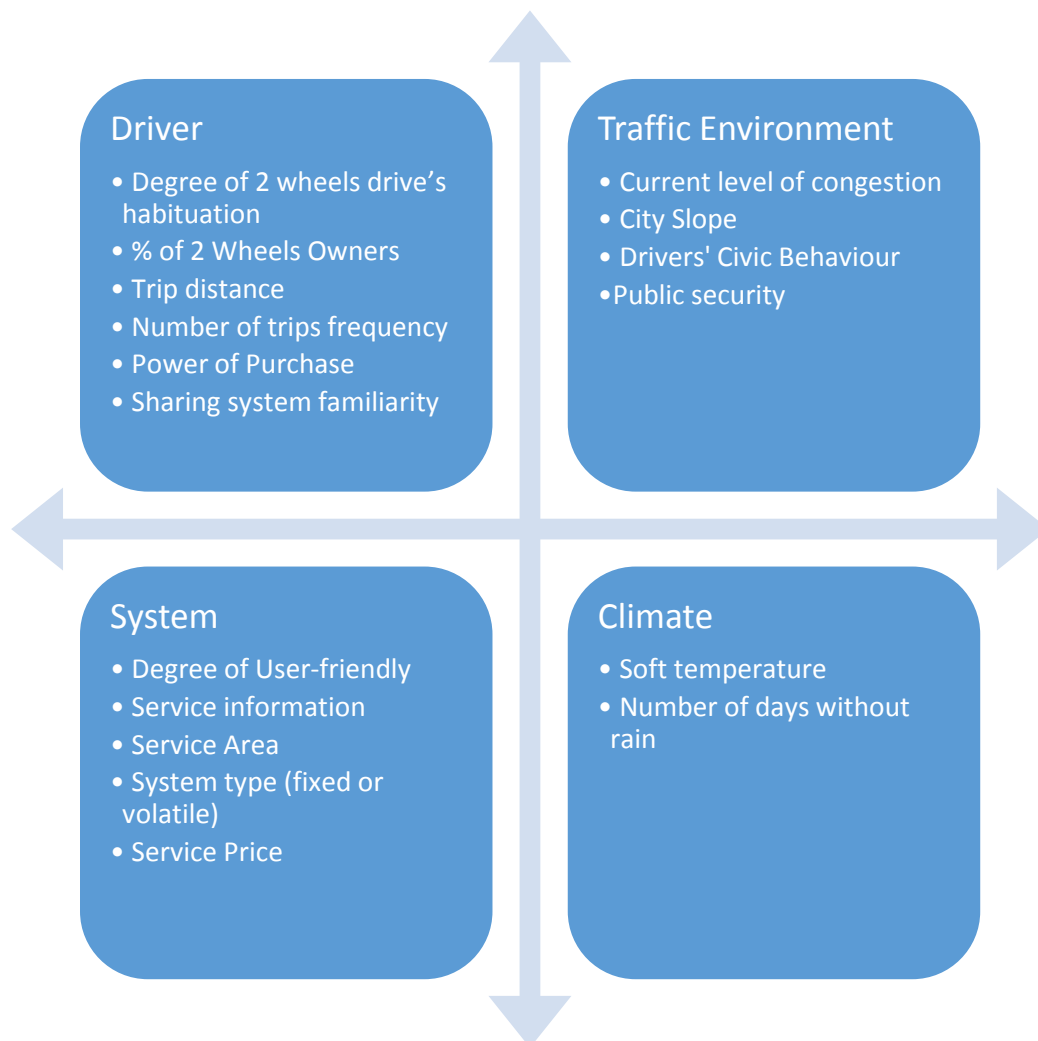 Driver
• Degree of 2 wheels drive’s
habituation
• % of 2 Wheels Owners
• Trip distance
• Number of trips frequency
• Power of Purchase
• Sharing system familiarity
Traffic Environment
• Current level of congestion
• City Slope
• Drivers' Civic Behaviour
•Public security
System
• Degree of User-friendly
• Service information
• Service Area
• System type (fixed or
volatile)
• Service Price
Climate
• Soft temperature
• Number of days without
rain